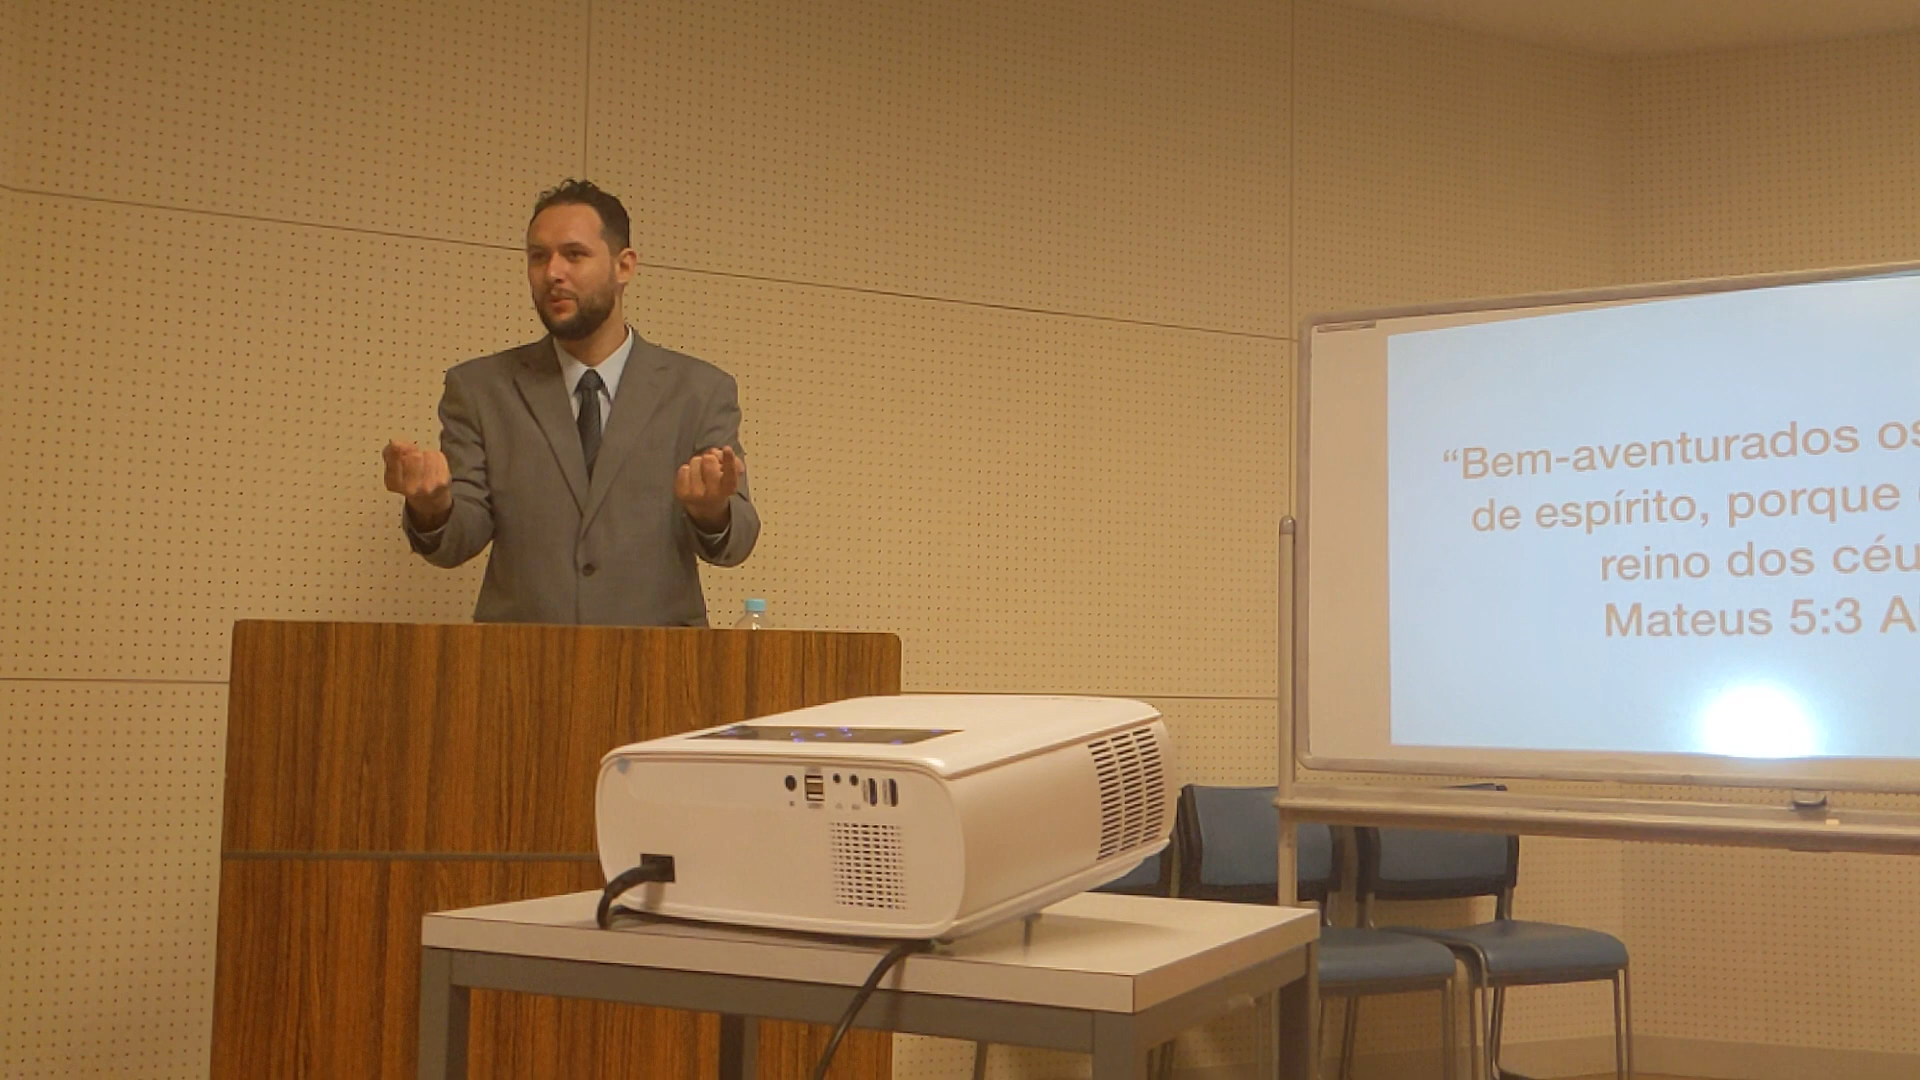 “Bem-aventurados os
de espírito, porque
reino dos céu
Mateus 5:3 A